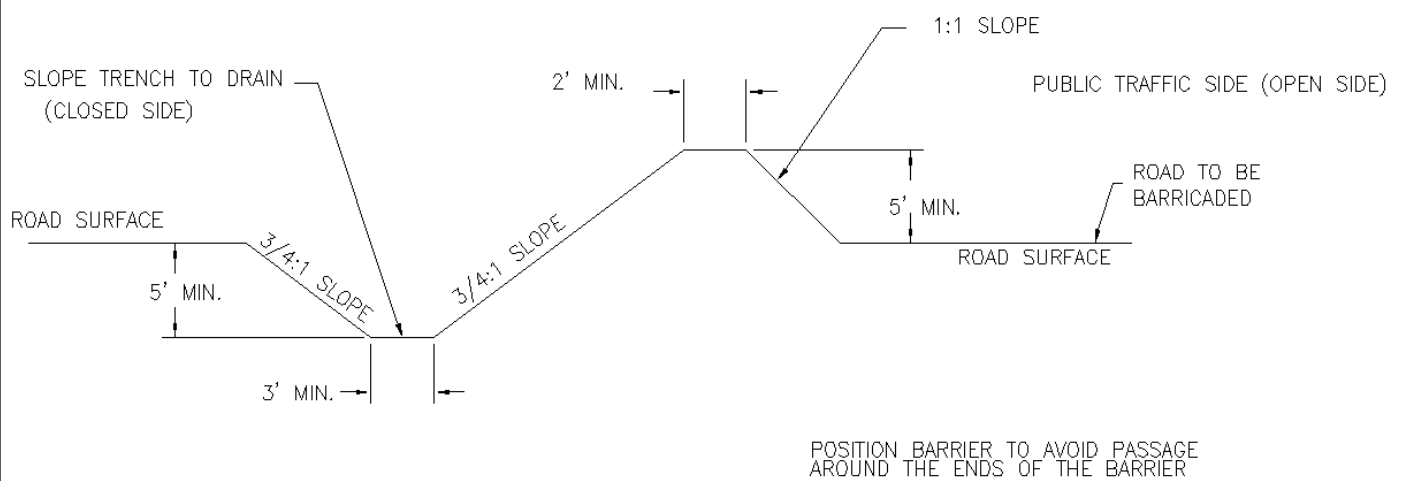 1:1 SLOPE
SLOPE TRENCH TO DRAIN
(CLOSED SIDE)
2' MIN.
PUBLIC TRAFFIC SIDE (OPEN SIDE)
ROAD TO BE
BARRICADED
5' MIN.
ROAD SURFACE
3/4:1 SLOPE
3/4:1 SLOPE
ROAD SURFACE
5' MIN.
3' MIN.
POSITION BARRIER TO AVOID PASSAGE
AROUND THE ENDS OF THE BARRIER